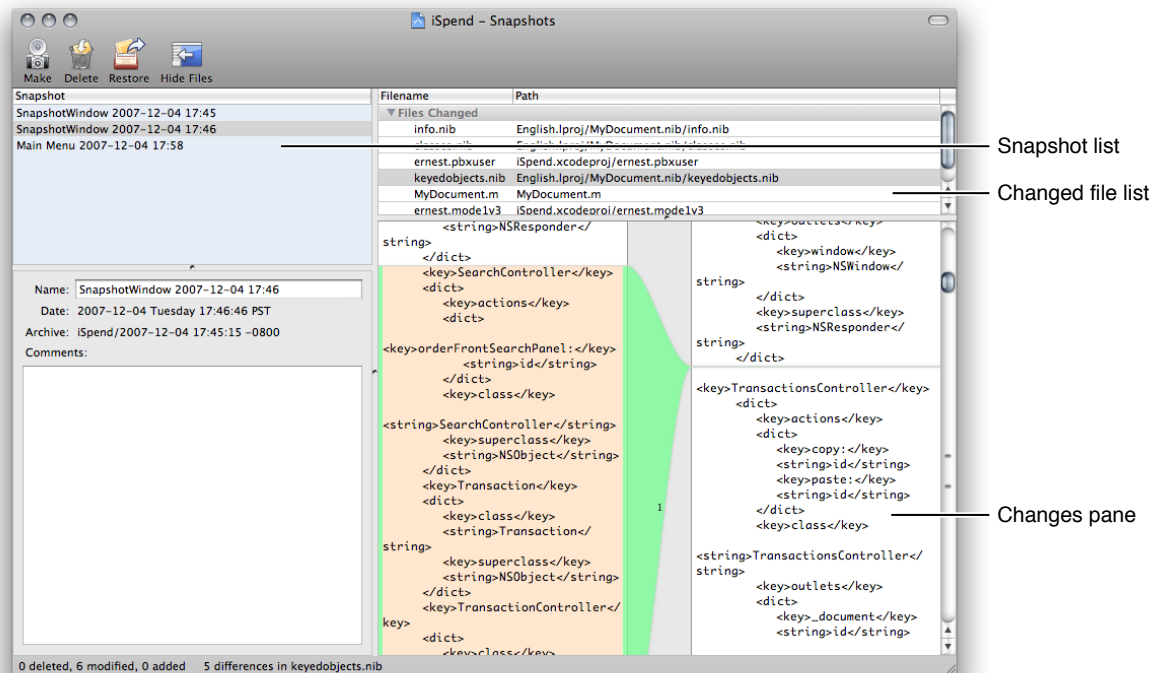 iSpend – Snapshots
Make Delete Restore Hide Files
Snapshot
SnapshotWindow 2007-12-04 17:45
SnapshotWindow 2007-12-04 17:46
Main Menu 2007-12-04 17:58
Name: SnapshotWindow 2007-12-04 17:46
Date: 2007-12-04 Tuesday 17:46:46 PST
Archive: iSpend/2007-12-04 17:45:15 -0800
Comments:
Filename Path
Files Changed
info.nib English.lproj/MyDocument.nib/info.nib
classes.nib English.lproj/MyDocument.nib/classes.nib
ernest.pbxuser iSpend.xcodeproj/ernest.pbxuser
keyedobjects.nib English.lproj/MyDocument.nib/keyedobjects.nib
MyDocument.m MyDocument.m
ernest.mode1v3 iSpend.xcodeproj/ernest.mode1v3
<string>NSResponder</
string>
</dict>
<key>SearchController</key>
<dict>
<key>actions</key>
<dict>
<key>orderFrontSearchPanel:</key>
<string>id</string>
</dict>
<key>class</key>
<string>SearchController</string>
<key>superclass</key>
<string>NSObject</string>
</dict>
<key>Transaction</key>
<dict>
<key>class</key>
<string>Transaction</
string>
<key>superclass</key>
<string>NSObject</string>
</dict>
<key>TransactionController</
key>
<dict>
<key>class</key>
1
<key>outlets</key>
<dict>
<key>window</key>
<string>NSWindow</
string>
</dict>
<key>superclass</key>
<string>NSResponder</
string>
</dict>
<key>TransactionsController</key>
<dict>
<key>actions</key>
<dict>
<key>copy:</key>
<string>id</string>
<key>paste:</key>
<string>id</string>
</dict>
<key>class</key>
<string>TransactionsController</
string>
<key>outlets</key>
<dict>
<key>_document</key>
<string>id</string>
0 deleted, 6 modified, 0 added 5 differences in keyedobjects.nib
Snapshot list
Changed file list
Changes pane